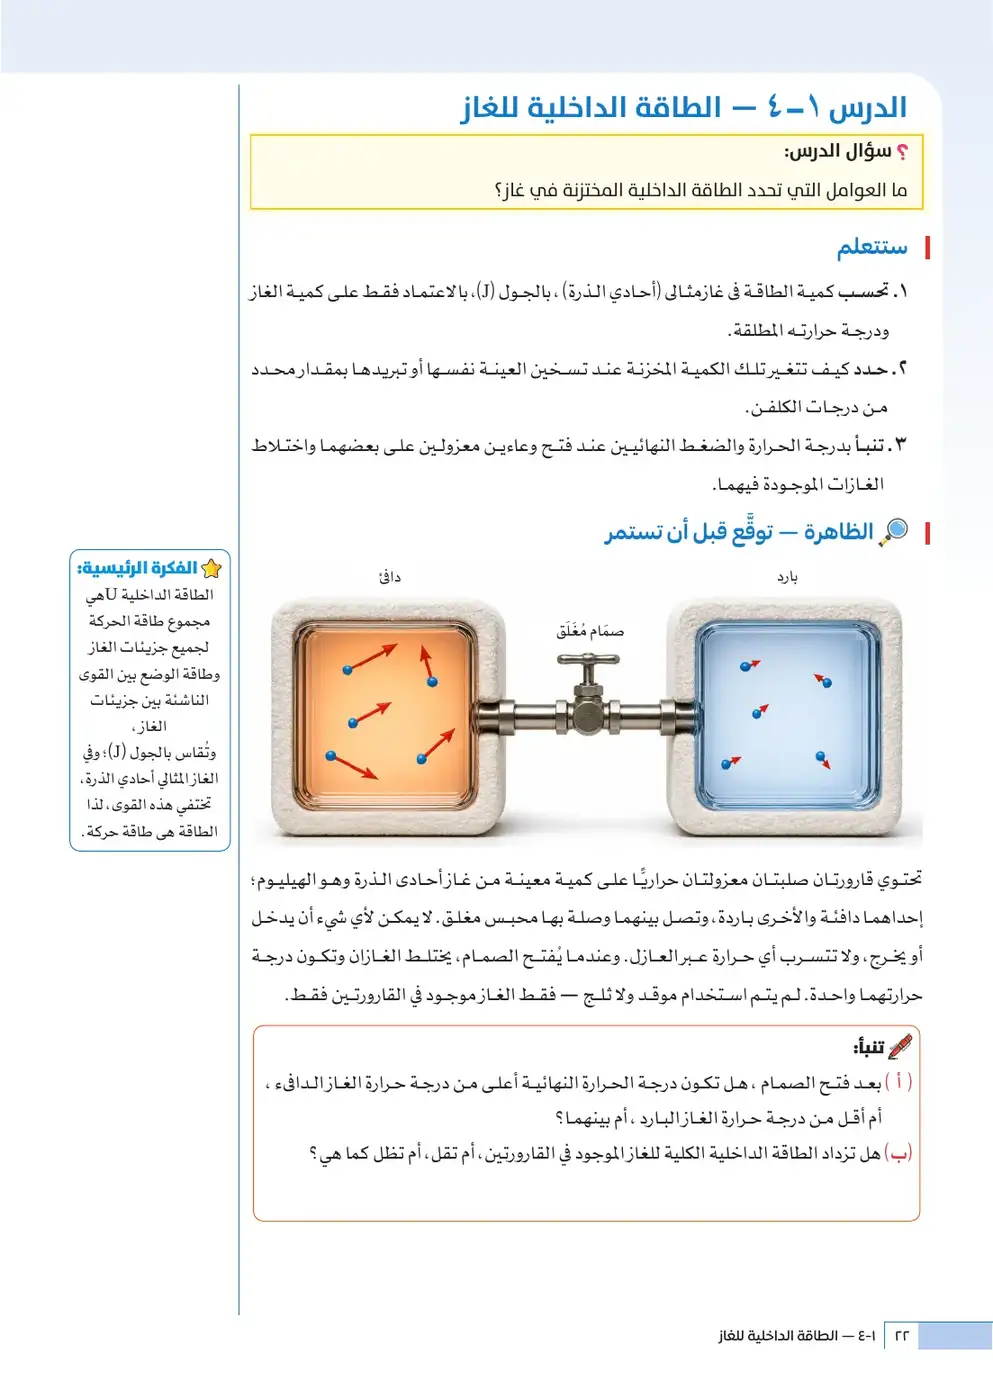 الدرس ١-٤ — الطاقة الداخلية للغاز
؟ سؤال الدرس:
ما العوامل التي تحدد الطاقة الداخلية المختزنة في غاز؟
ستتعلم
١. تحسب كمية الطاقة فى غازمثالى (أحادي الذرة) ، بالجول (J)، بالاعتماد فقط على كمية الغاز
ودرجة حرارته المطلقة.
٢. حدد كيف تتغير تلك الكمية المخزنة عند تسخين العينة نفسها أو تبريدها بمقدار محدد
من درجات الكلفن.
٣. تنبأ بدرجة الحرارة والضغط النهائيين عند فتح وعاءين معزولين على بعضهما واختلاط
الغازات الموجودة فيهما.
الظاهرة — توقَّع قبل أن تستمر
بارد
دافئ
صمَام مُغَلَق
الفكرة الرئيسية:
الطاقة الداخلية Uهي
مجموع طاقة الحركة
لجميع جزيئات الغاز
وطاقة الوضع بين القوى
الناشئة بين جزيئات
الغاز،
وتُقاس بالجول (J)؛ وفي
الغاز المثالي أحادي الذرة،
تختفي هذه القوى، لذا
الطاقة هى طاقة حركة.
تحتوي قارورتان صلبتان معزولتان حراريًّا على كمية معينة من غاز أحادى الذرة وهو الهيليوم؛
إحداهما دافئة والأخرى باردة، وتصل بينهما وصلة بها محبس مغلق. لا يمكن لأي شيء أن يدخل
أو يخرج، ولا تتسرب أي حرارة عبر العازل. وعندما يُفتح الصمام، يختلط الغازان وتكون درجة
حرارتهما واحدة. لم يتم استخدام موقد ولا ثلج — فقط الغاز موجود في القارورتين فقط.
تنبأ:
(أ) بعد فتح الصمام ، هل تكون درجة الحرارة النهائية أعلى من درجة حرارة الغاز الدافىء ،
أم أقل من درجة حرارة الغاز البارد ، أم بينهما؟
(ب) هل تزداد الطاقة الداخلية الكلية للغاز الموجود في القارورتين، أم تقل، أم تظل كما هي؟
٢٢
١-٤ — الطاقة الداخلية للغاز